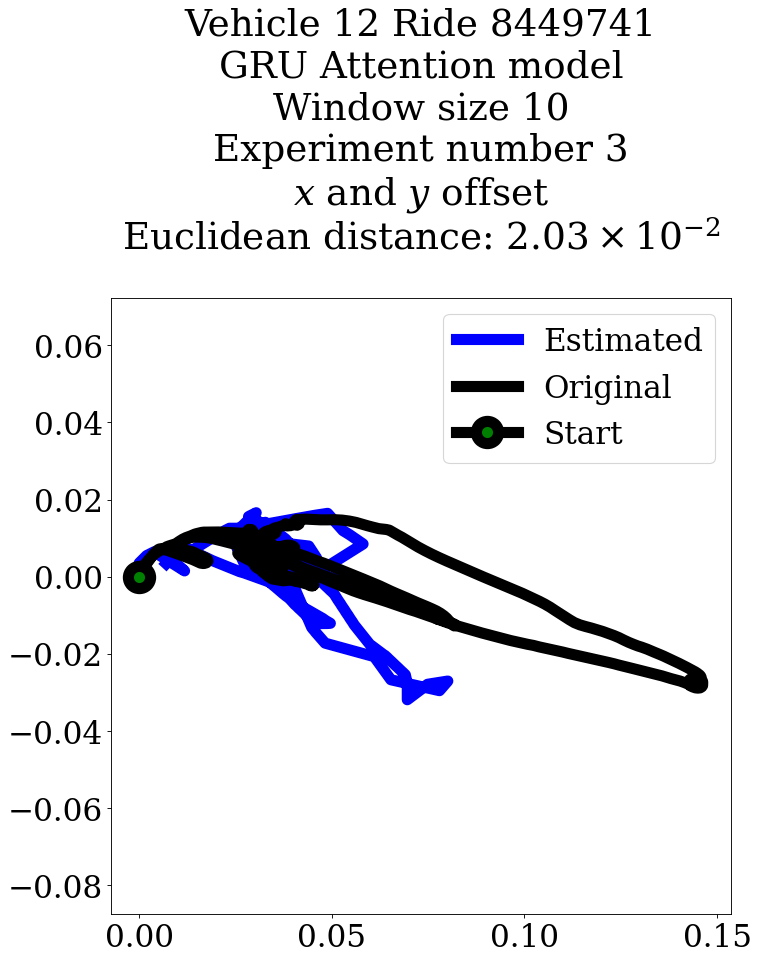 Vehicle 12 Ride 8449741
GRU Attention model
Window size 10
Experiment number 3
x and y offset
Euclidean distance: 2.03 × 10⁻²
Estimated
Original
Start
0.06
0.04
0.02
0.00
−0.02
−0.04
−0.06
−0.08
0.00 0.05 0.10 0.15